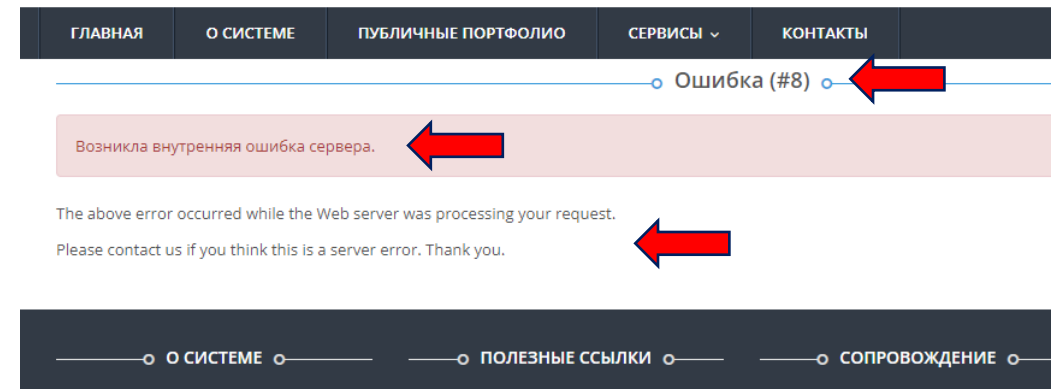 ГЛАВНАЯ О СИСТЕМЕ ПУБЛИЧНЫЕ ПОРТФОЛИО СЕРВИСЫ КОНТАКТЫ
Ошибка (#8)
Возникла внутренняя ошибка сервера.
The above error occurred while the Web server was processing your request.
Please contact us if you think this is a server error. Thank you.
О СИСТЕМЕ ПОЛЕЗНЫЕ ССЫЛКИ СОПРОВОЖДЕНИЕ